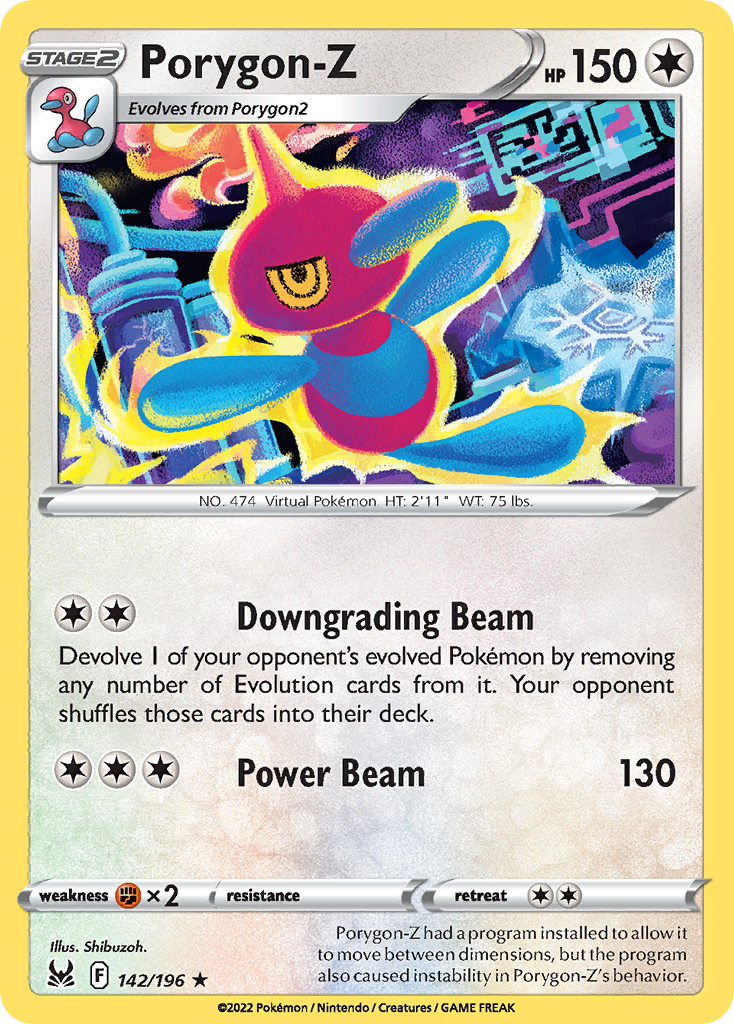 STAGE2
Porygon-Z
HP 150
Evolves from Porygon2
NO. 474 Virtual Pokémon HT: 2'11" WT: 75 lbs.
Downgrading Beam
Devolve 1 of your opponent's evolved Pokémon by removing
any number of Evolution cards from it. Your opponent
shuffles those cards into their deck.
Power Beam 130
weakness ×2 resistance retreat
Illus. Shibuzoh.
Porygon-Z had a program installed to allow it
to move between dimensions, but the program
also caused instability in Porygon-Z's behavior.
F 142/196 ★
©2022 Pokémon / Nintendo / Creatures / GAME FREAK